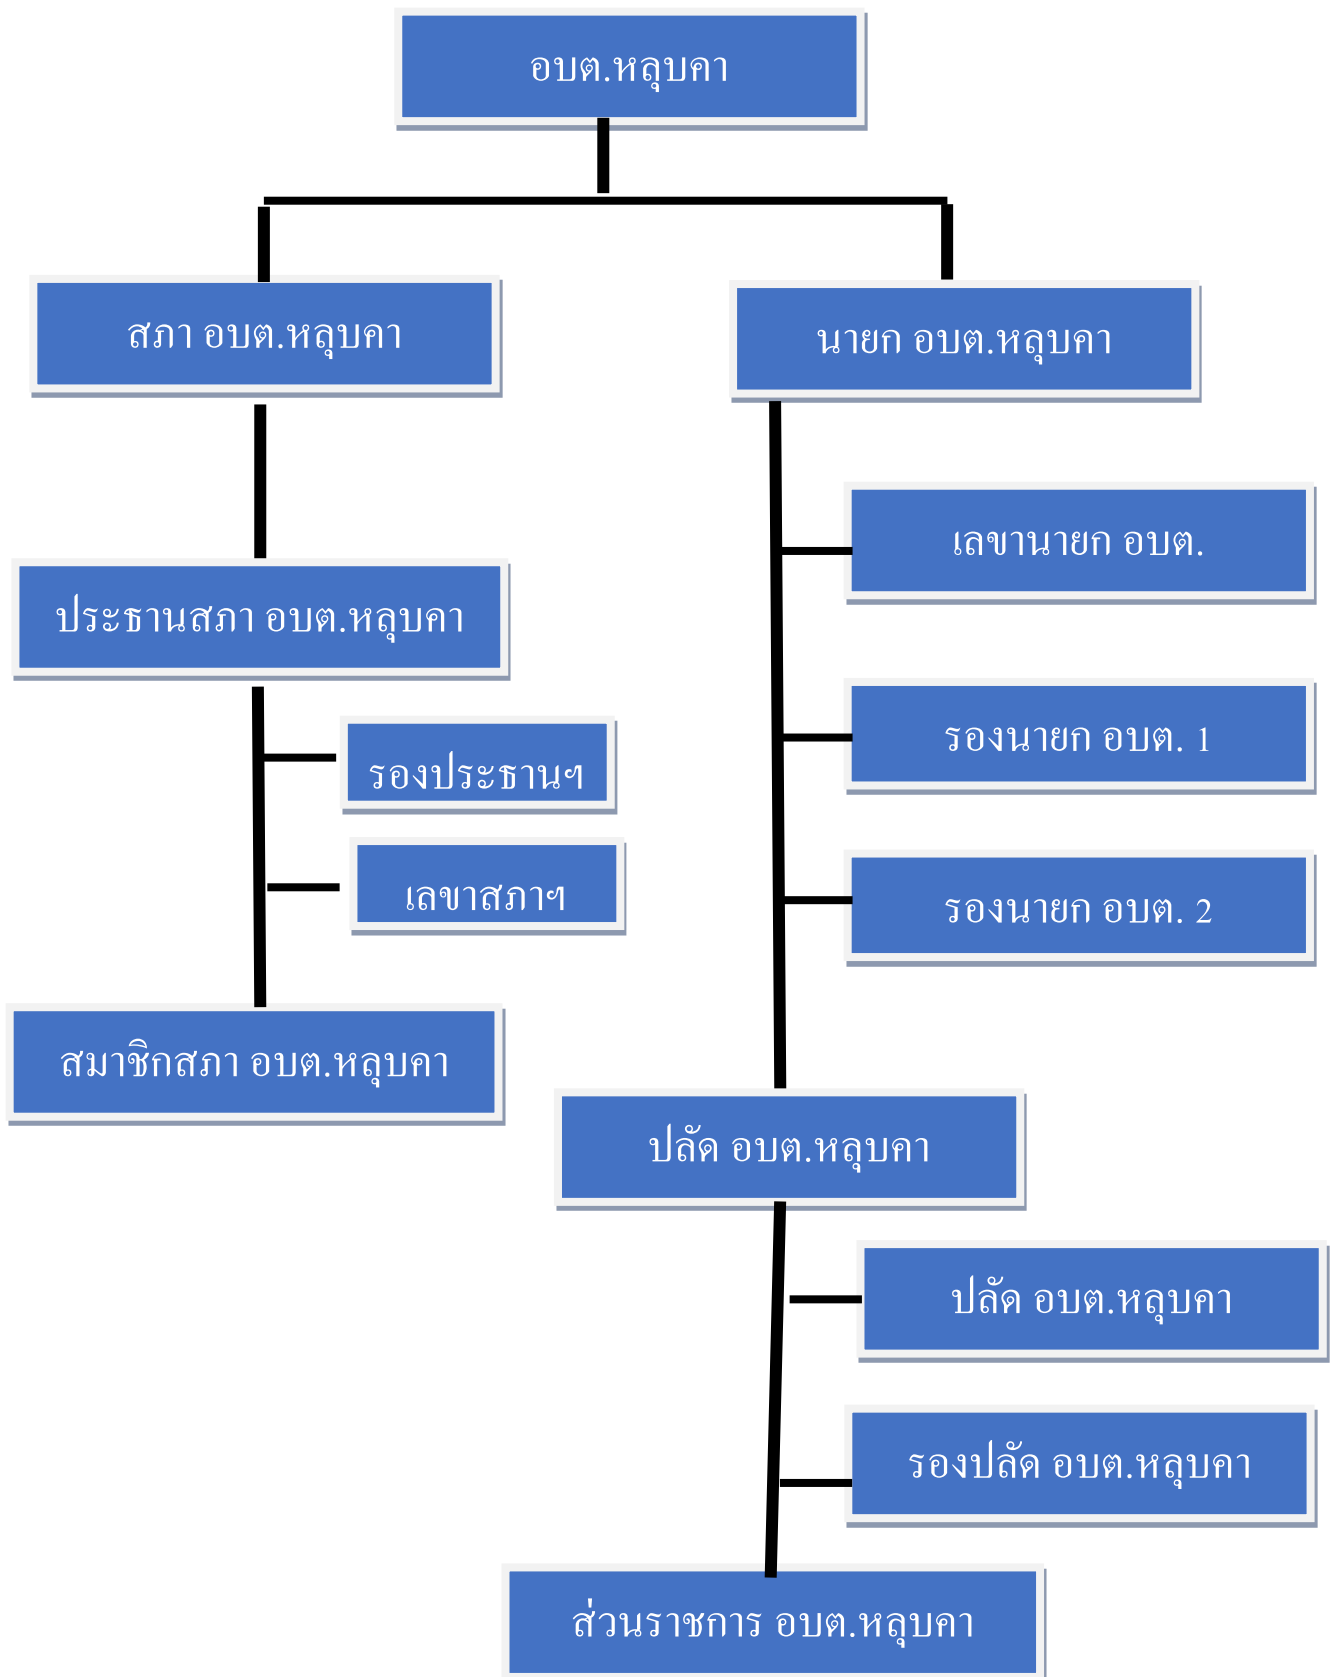 อบต.หลุบคา
สภา อบต.หลุบคา
นายก อบต.หลุบคา
เลขานายก อบต.
ประธานสภา อบต.หลุบคา
รองนายก อบต. 1
รองประธานฯ
เลขาสภาฯ
รองนายก อบต. 2
สมาชิกสภา อบต.หลุบคา
ปลัด อบต.หลุบคา
ปลัด อบต.หลุบคา
รองปลัด อบต.หลุบคา
ส่วนราชการ อบต.หลุบคา